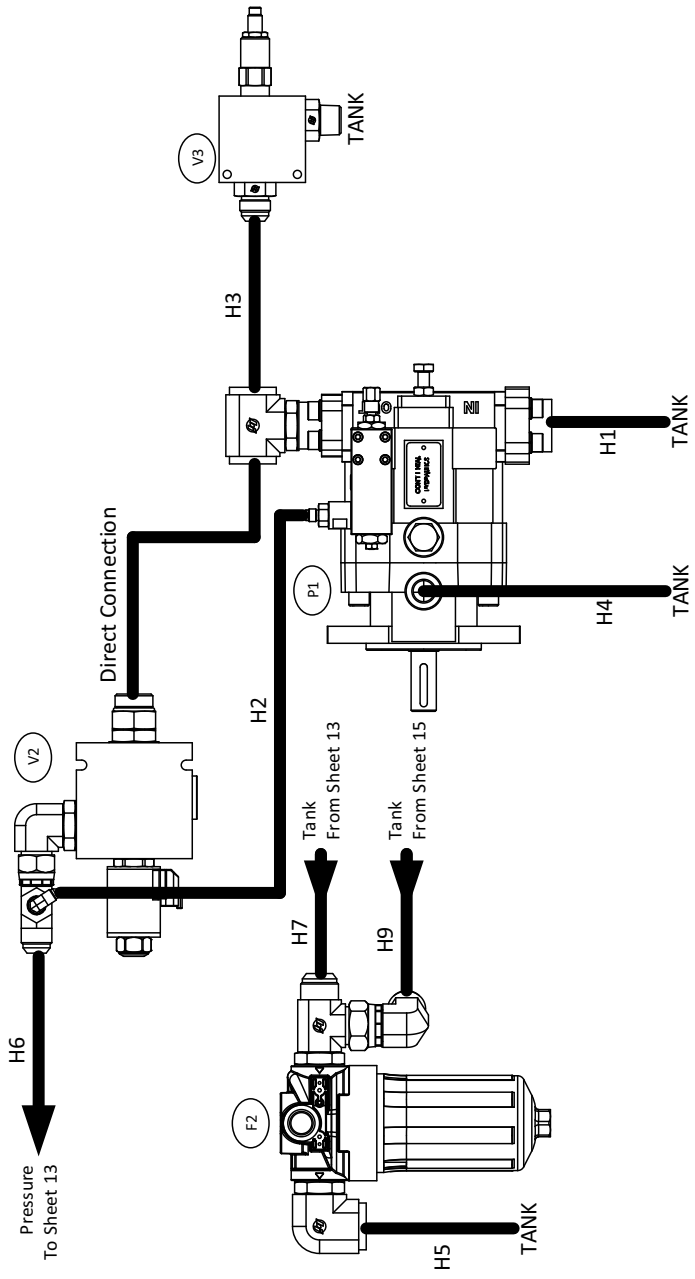 Pressure
To Sheet 13
H6
V2
Direct Connection
H3
V3
TANK
H2
F2
H7
Tank
From Sheet 13
P1
H9
Tank
From Sheet 15
IN
H5
TANK
H4
TANK
H1
TANK